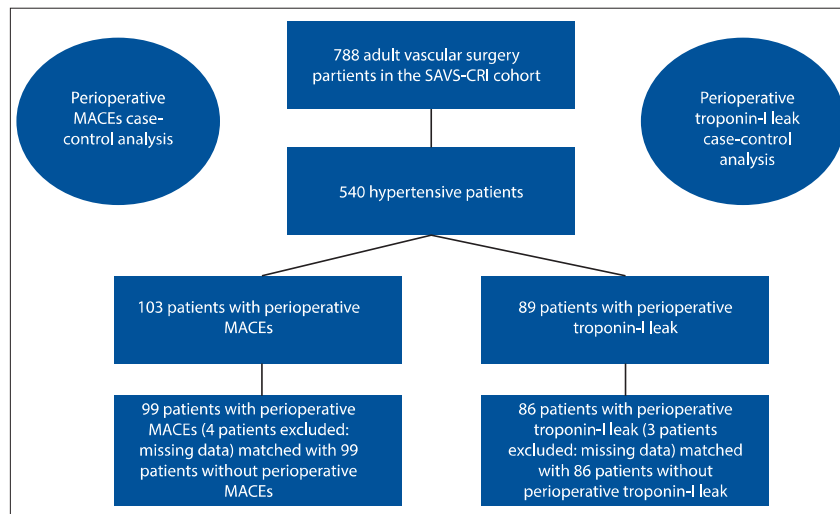 788 adult vascular surgery
partients in the SAVS-CRI cohort
Perioperative
MACEs case-
control analysis
Perioperative
troponin-I leak
case-control
analysis
540 hypertensive patients
103 patients with perioperative
MACEs
89 patients with perioperative
troponin-I leak
99 patients with perioperative
MACEs (4 patients excluded:
missing data) matched with 99
patients without perioperative
MACEs
86 patients with perioperative
troponin-I leak (3 patients
excluded: missing data) matched
with 86 patients without
perioperative troponin-I leak